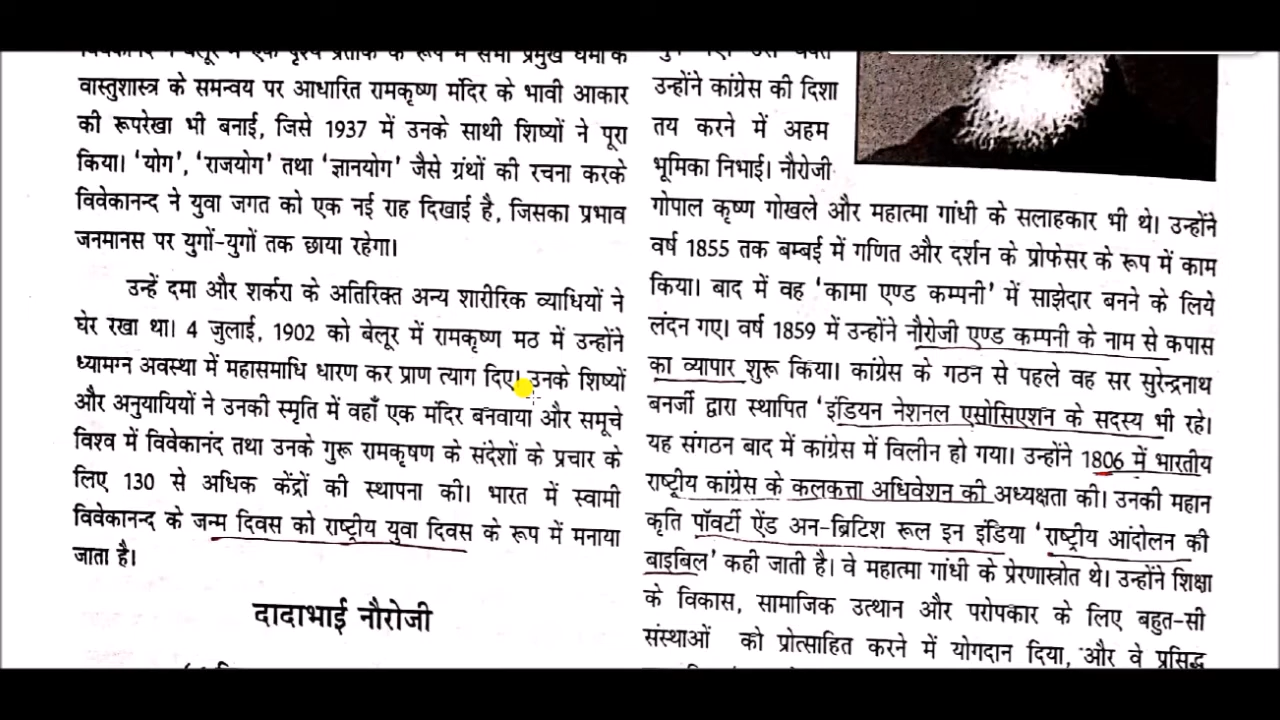 वास्तुशास्त्र के समन्वय पर आधारित रामकृष्ण मंदिर के भावी आकार
की रूपरेखा भी बनाई, जिसे 1937 में उनके साथी शिष्यों ने पूरा
किया। ‘योग’, ‘राजयोग’ तथा ‘ज्ञानयोग’ जैसे ग्रंथों की रचना करके
विवेकानन्द ने युवा जगत को एक नई राह दिखाई है, जिसका प्रभाव
जनमानस पर युगों-युगों तक छाया रहेगा।
उन्हें दमा और शर्करा के अतिरिक्त अन्य शारीरिक व्याधियों ने
घेर रखा था। 4 जुलाई, 1902 को बेलूर में रामकृष्ण मठ में उन्होंने
ध्यामग्न अवस्था में महासमाधि धारण कर प्राण त्याग दिए। उनके शिष्यों
और अनुयायियों ने उनकी स्मृति में वहाँ एक मंदिर बनवाया और समूचे
विश्व में विवेकानंद तथा उनके गुरू रामकृषण के संदेशों के प्रचार के
लिए 130 से अधिक केंद्रों की स्थापना की। भारत में स्वामी
विवेकानन्द के जन्म दिवस को राष्ट्रीय युवा दिवस के रूप में मनाया
जाता है।
दादाभाई नौरोजी
उन्होंने कांग्रेस की दिशा
तय करने में अहम
भूमिका निभाई। नौरोजी
गोपाल कृष्ण गोखले और महात्मा गांधी के सलाहकार भी थे। उन्होंने
वर्ष 1855 तक बम्बई में गणित और दर्शन के प्रोफेसर के रूप में काम
किया। बाद में वह ‘कामा एण्ड कम्पनी’ में साझेदार बनने के लिये
लंदन गए। वर्ष 1859 में उन्होंने नौरोजी एण्ड कम्पनी के नाम से कपास
का व्यापार शुरू किया। कांग्रेस के गठन से पहले वह सर सुरेन्द्रनाथ
बनर्जी द्वारा स्थापित ‘इंडियन नेशनल एसोसिएशन के सदस्य भी रहे।
यह संगठन बाद में कांग्रेस में विलीन हो गया। उन्होंने 1806 में भारतीय
राष्ट्रीय कांग्रेस के कलकत्ता अधिवेशन की अध्यक्षता की। उनकी महान
कृति पॉवर्टी ऐंड अन-ब्रिटिश रूल इन इंडिया ‘राष्ट्रीय आंदोलन की
बाइबिल’ कही जाती है। वे महात्मा गांधी के प्रेरणास्त्रोत थे। उन्होंने शिक्षा
के विकास, सामाजिक उत्थान और परोपकार के लिए बहुत-सी
संस्थाओं को प्रोत्साहित करने में योगदान दिया, और वे प्रसिद्ध